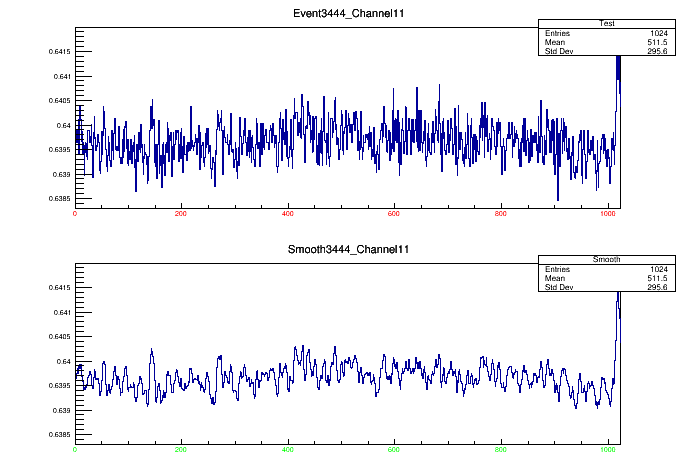 Event3444_Channel11
Test
Entries 1024
Mean 511.5
Std Dev 295.6
0.6415
0.641
0.6405
0.64
0.6395
0.639
0.6385
0 200 400 600 800 1000
Smooth3444_Channel11
Smooth
Entries 1024
Mean 511.5
Std Dev 295.6
0.6415
0.641
0.6405
0.64
0.6395
0.639
0.6385
0 200 400 600 800 1000